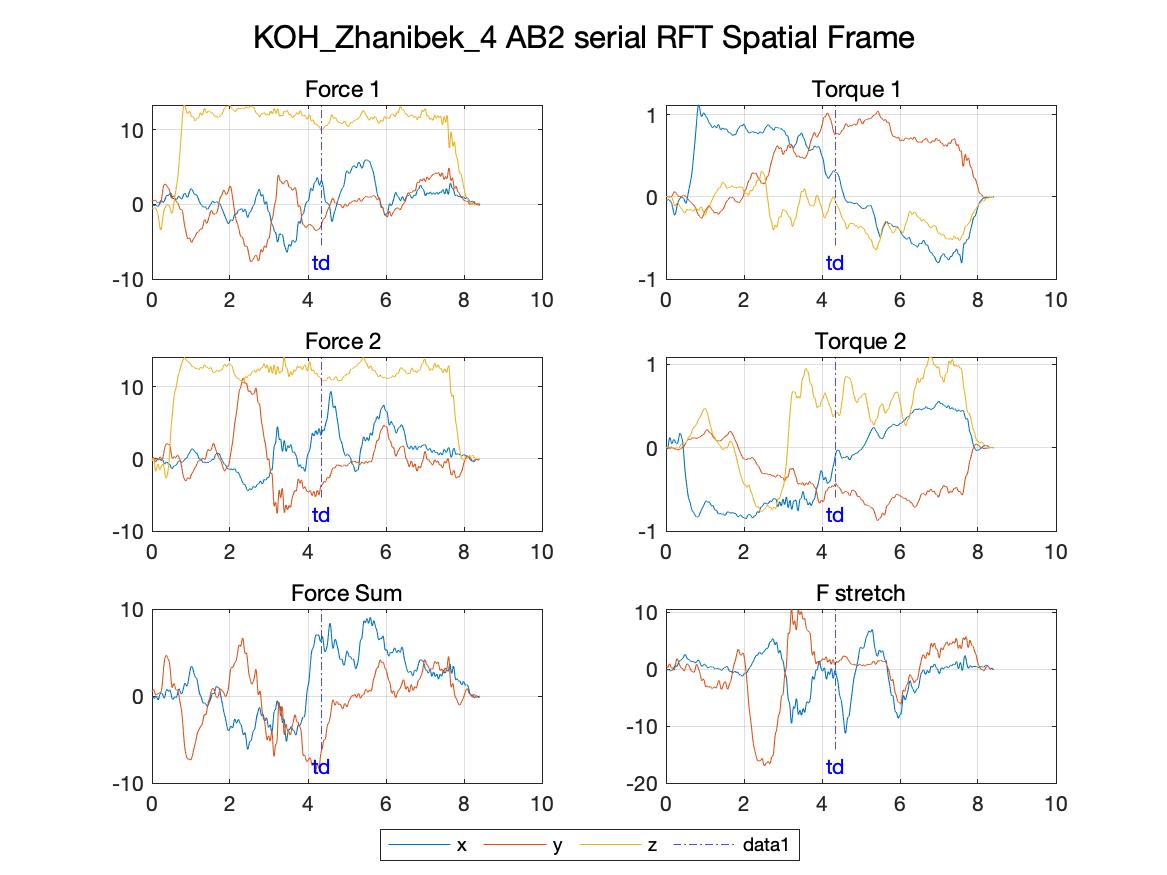 KOH_Zhanibek_4 AB2 serial RFT Spatial Frame
Force 1
10
0
-10
td
0 2 4 6 8 10
Torque 1
1
0
-1
td
0 2 4 6 8 10
Force 2
10
0
-10
td
0 2 4 6 8 10
Torque 2
1
0
-1
td
0 2 4 6 8 10
Force Sum
10
0
-10
td
0 2 4 6 8 10
F stretch
10
0
-10
-20
td
0 2 4 6 8 10
x y z data1